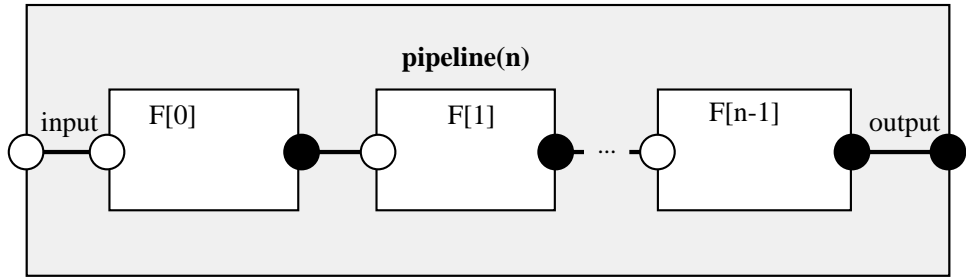 pipeline(n)
input
F[0]
F[1]
...
F[n-1]
output